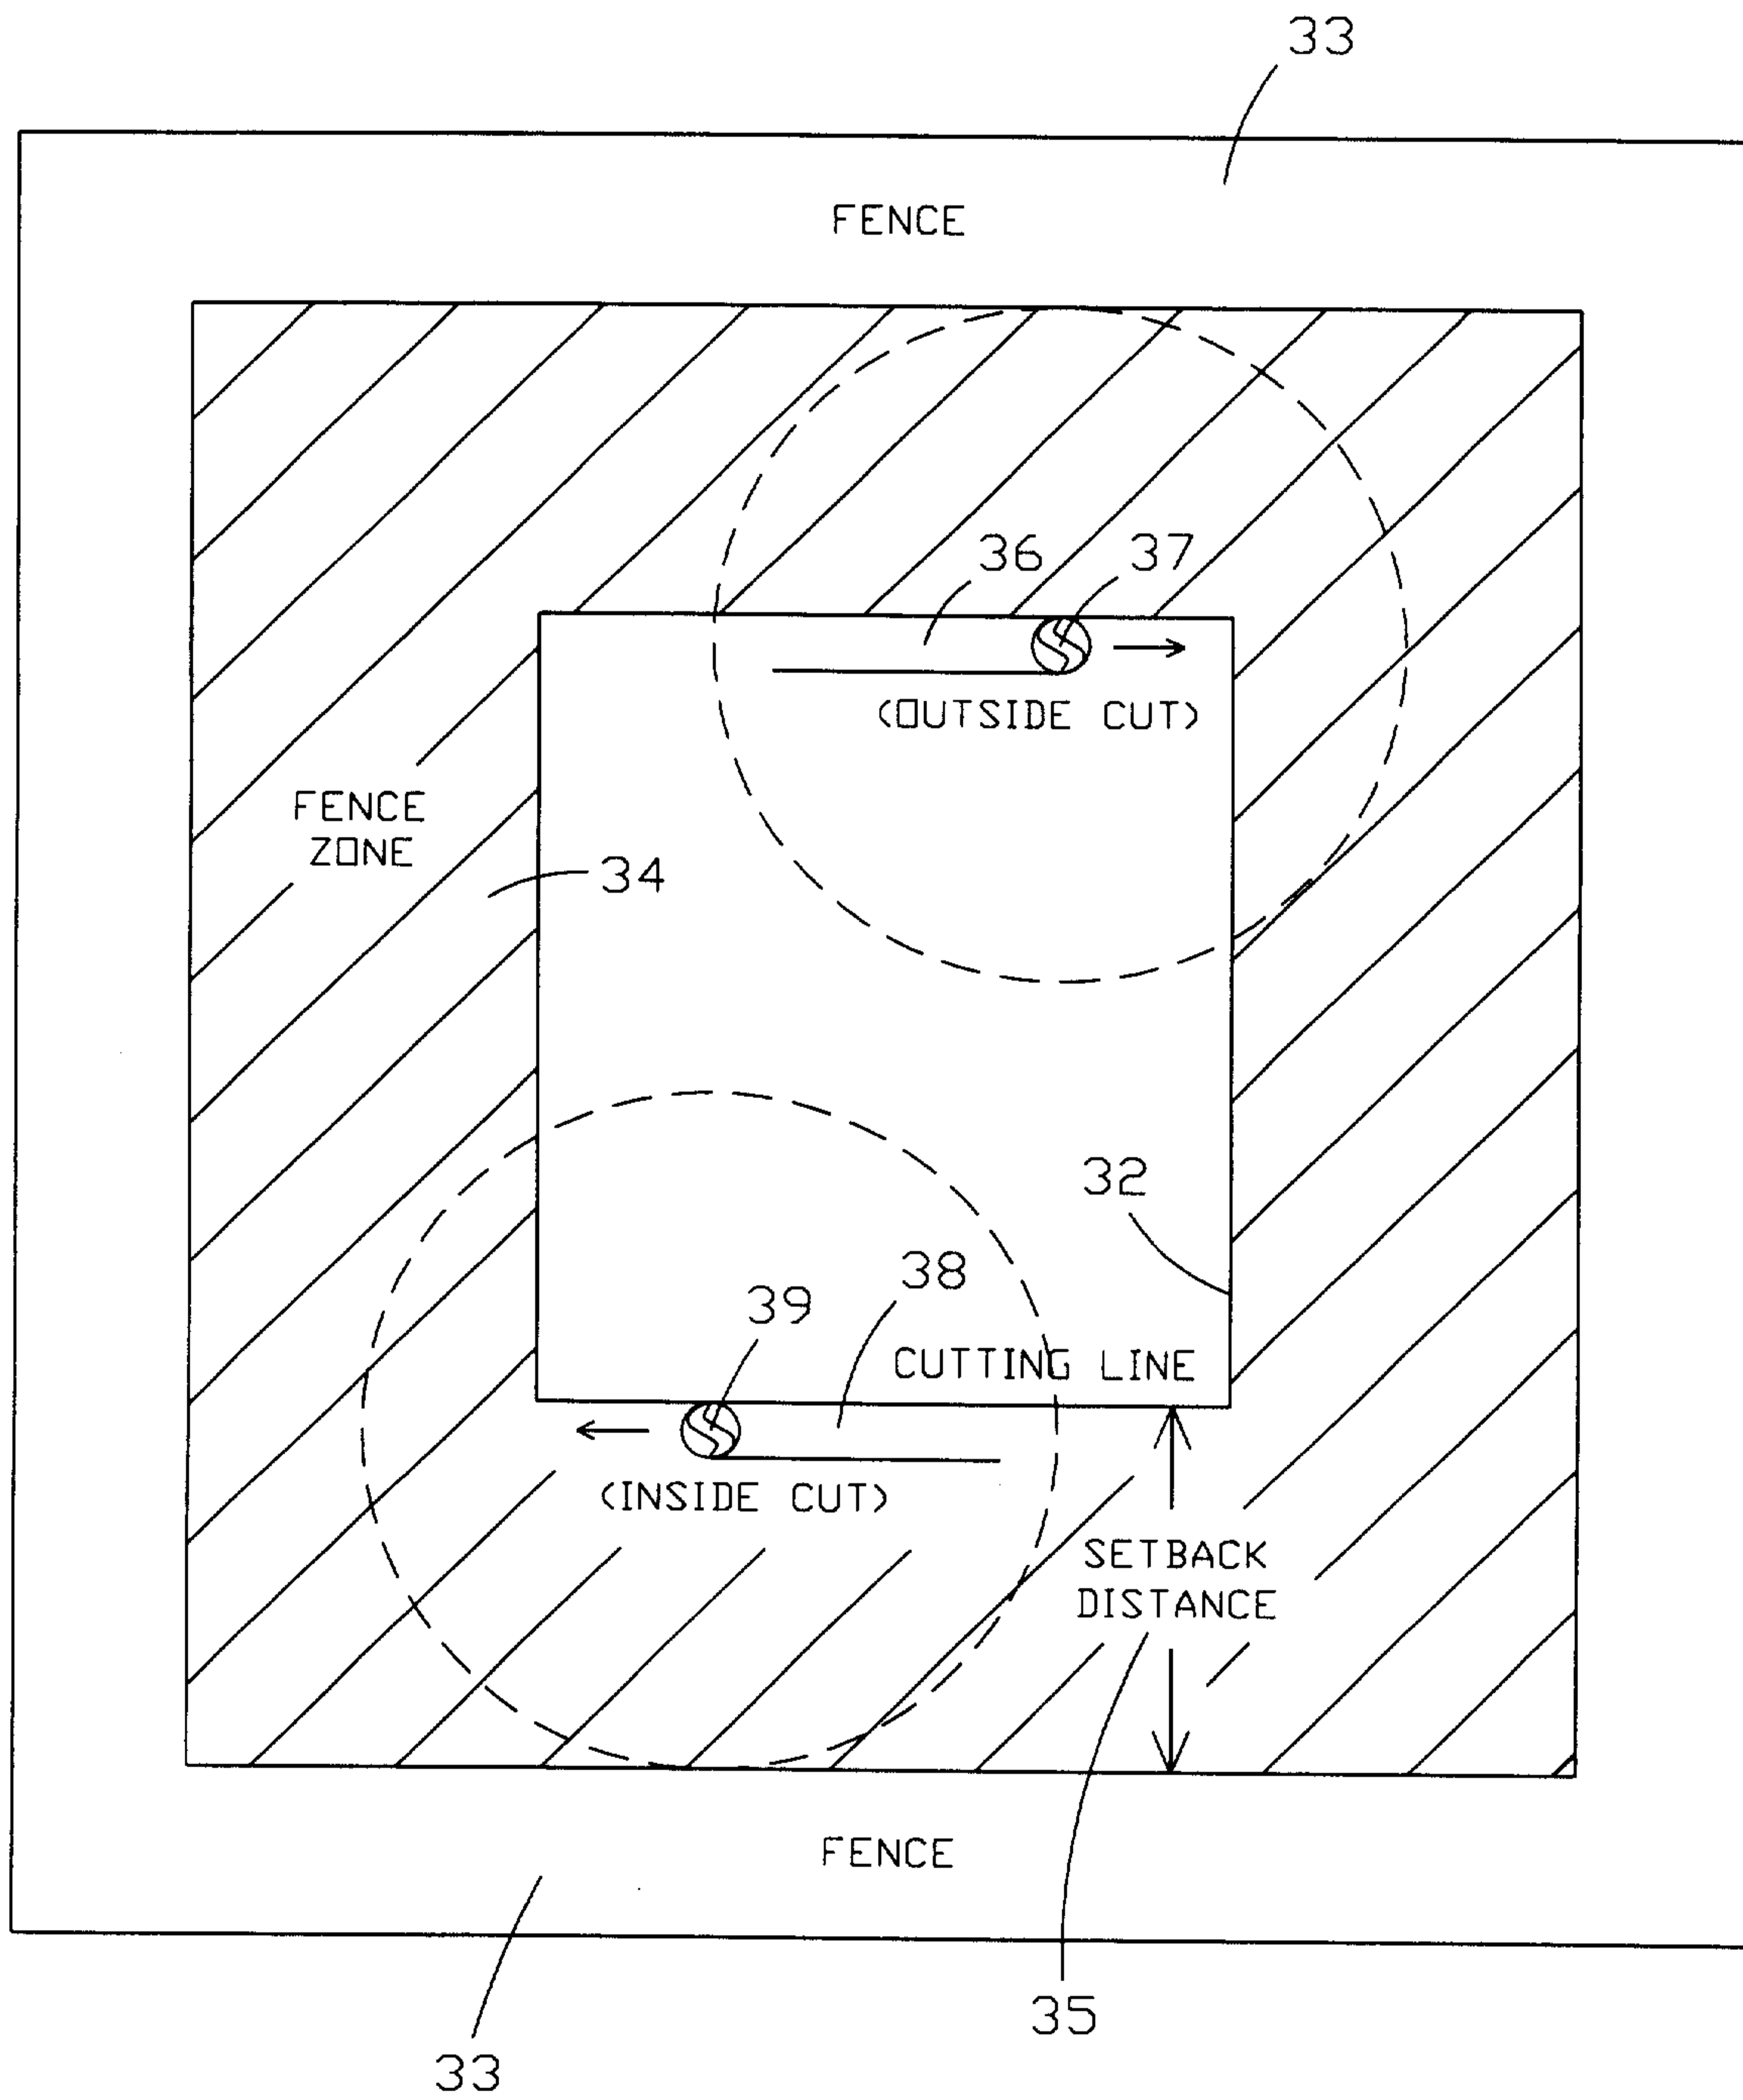 33
FENCE
36
37
(OUTSIDE CUT)
FENCE
ZONE
34
32
38
39
CUTTING LINE
(INSIDE CUT)
SETBACK
DISTANCE
FENCE
35
33